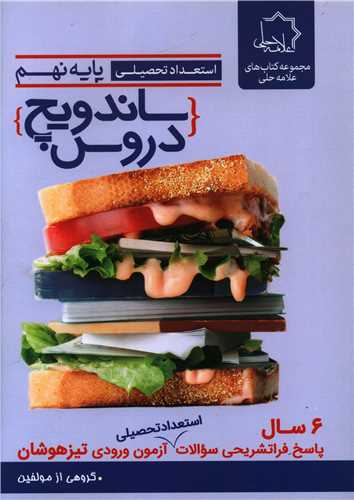 علامه حلی
مجموعه کتاب‌های
علامه حلی
استعداد تحصیلی پایه نهم
{ساندویچ
دروس}
۶ سال
پاسخ فراتشریحی سؤالات استعداد تحصیلی آزمون ورودی تیزهوشان
•گروهی از مولفین